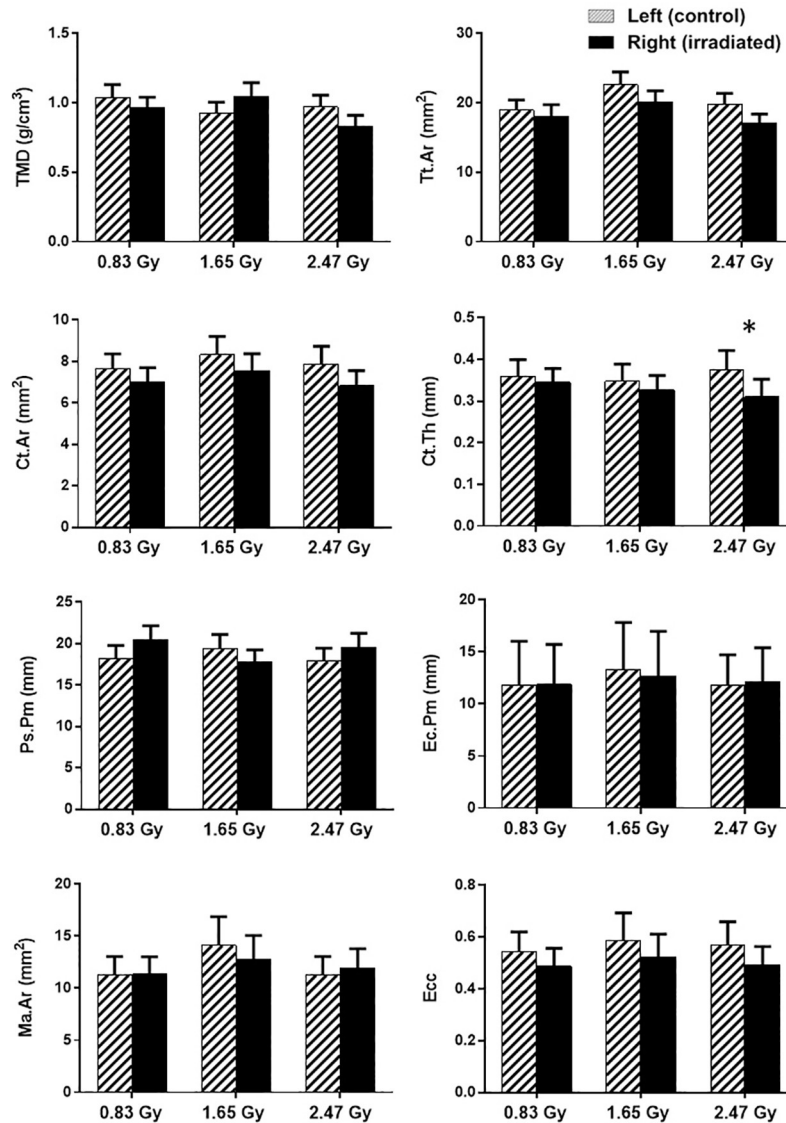 Left (control)
Right (irradiated)
TMD (g/cm³)
1.5
1.0
0.5
0.0
0.83 Gy 1.65 Gy 2.47 Gy
Tt.Ar (mm²)
30
20
10
0
0.83 Gy 1.65 Gy 2.47 Gy
Ct.Ar (mm²)
10
8
6
4
2
0
0.83 Gy 1.65 Gy 2.47 Gy
Ct.Th (mm)
0.5
0.4
0.3
0.2
0.1
0.0
*
0.83 Gy 1.65 Gy 2.47 Gy
Ps.Pm (mm)
25
20
15
10
5
0
0.83 Gy 1.65 Gy 2.47 Gy
Ec.Pm (mm)
20
15
10
5
0
0.83 Gy 1.65 Gy 2.47 Gy
Ma.Ar (mm²)
20
15
10
5
0
0.83 Gy 1.65 Gy 2.47 Gy
Ecc
0.8
0.6
0.4
0.2
0.0
0.83 Gy 1.65 Gy 2.47 Gy